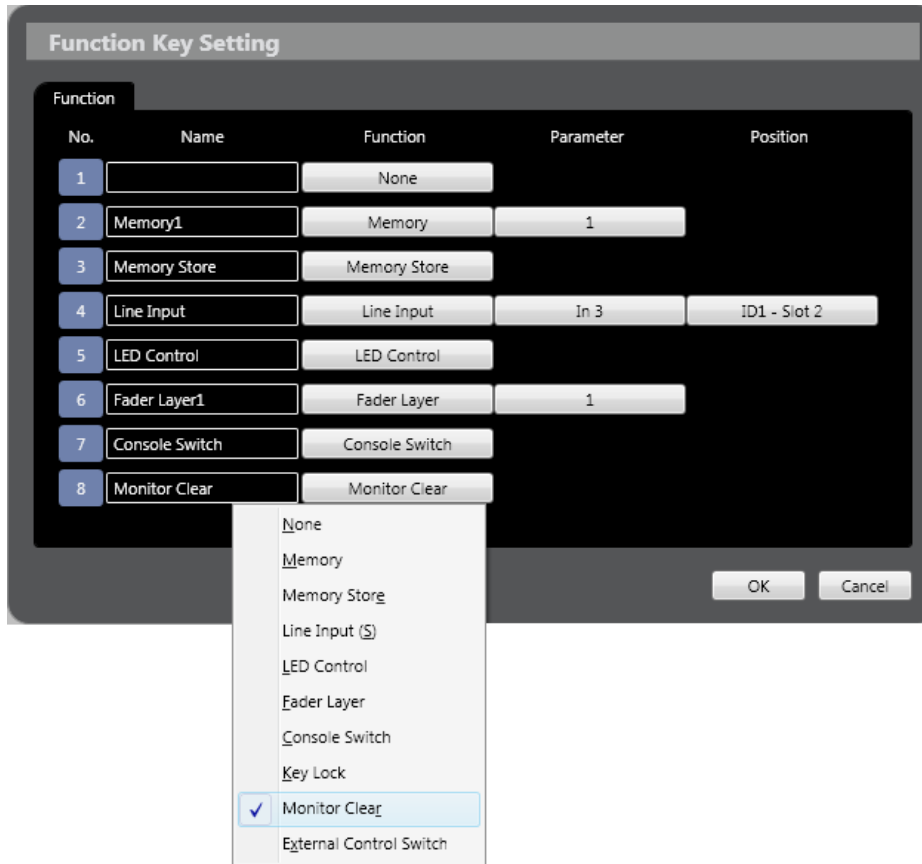 Function Key Setting
Function
No. Name Function Parameter Position
1 None
2 Memory1 Memory 1
3 Memory Store Memory Store
4 Line Input Line Input In 3 ID1 - Slot 2
5 LED Control LED Control
6 Fader Layer1 Fader Layer 1
7 Console Switch Console Switch
8 Monitor Clear Monitor Clear
None
Memory
Memory Store
Line Input (S)
LED Control
Fader Layer
Console Switch
Key Lock
Monitor Clear
External Control Switch
OK Cancel